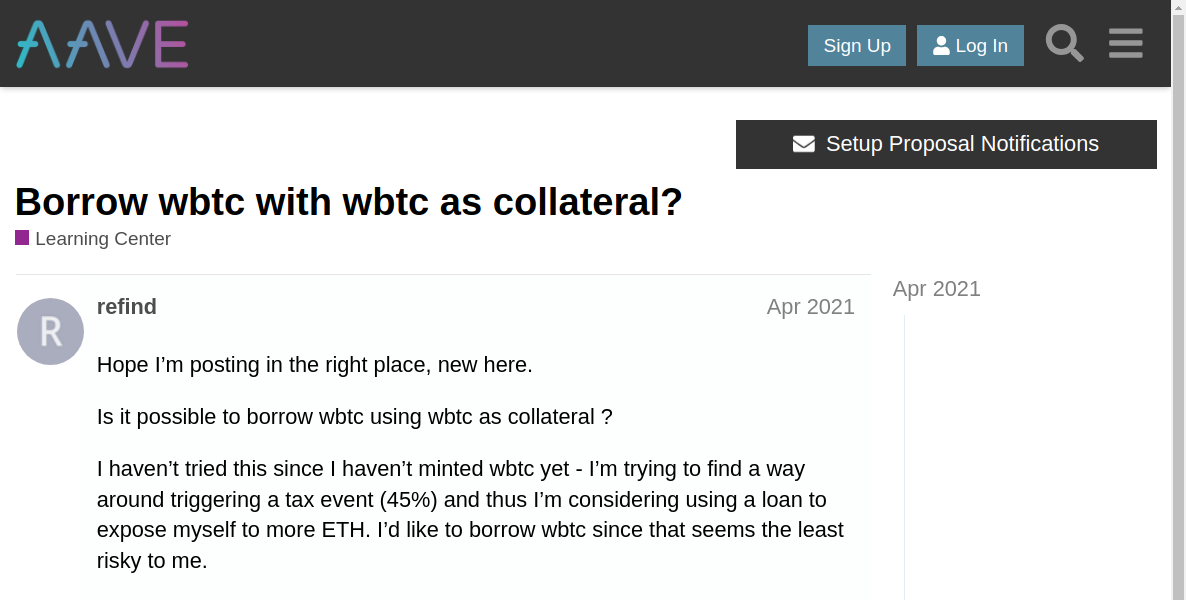 AAVE
Sign Up
Log In
Setup Proposal Notifications
Borrow wbtc with wbtc as collateral?
Learning Center
Apr 2021
R
refind
Apr 2021
Hope I’m posting in the right place, new here.
Is it possible to borrow wbtc using wbtc as collateral ?
I haven’t tried this since I haven’t minted wbtc yet - I’m trying to find a way
around triggering a tax event (45%) and thus I’m considering using a loan to
expose myself to more ETH. I’d like to borrow wbtc since that seems the least
risky to me.